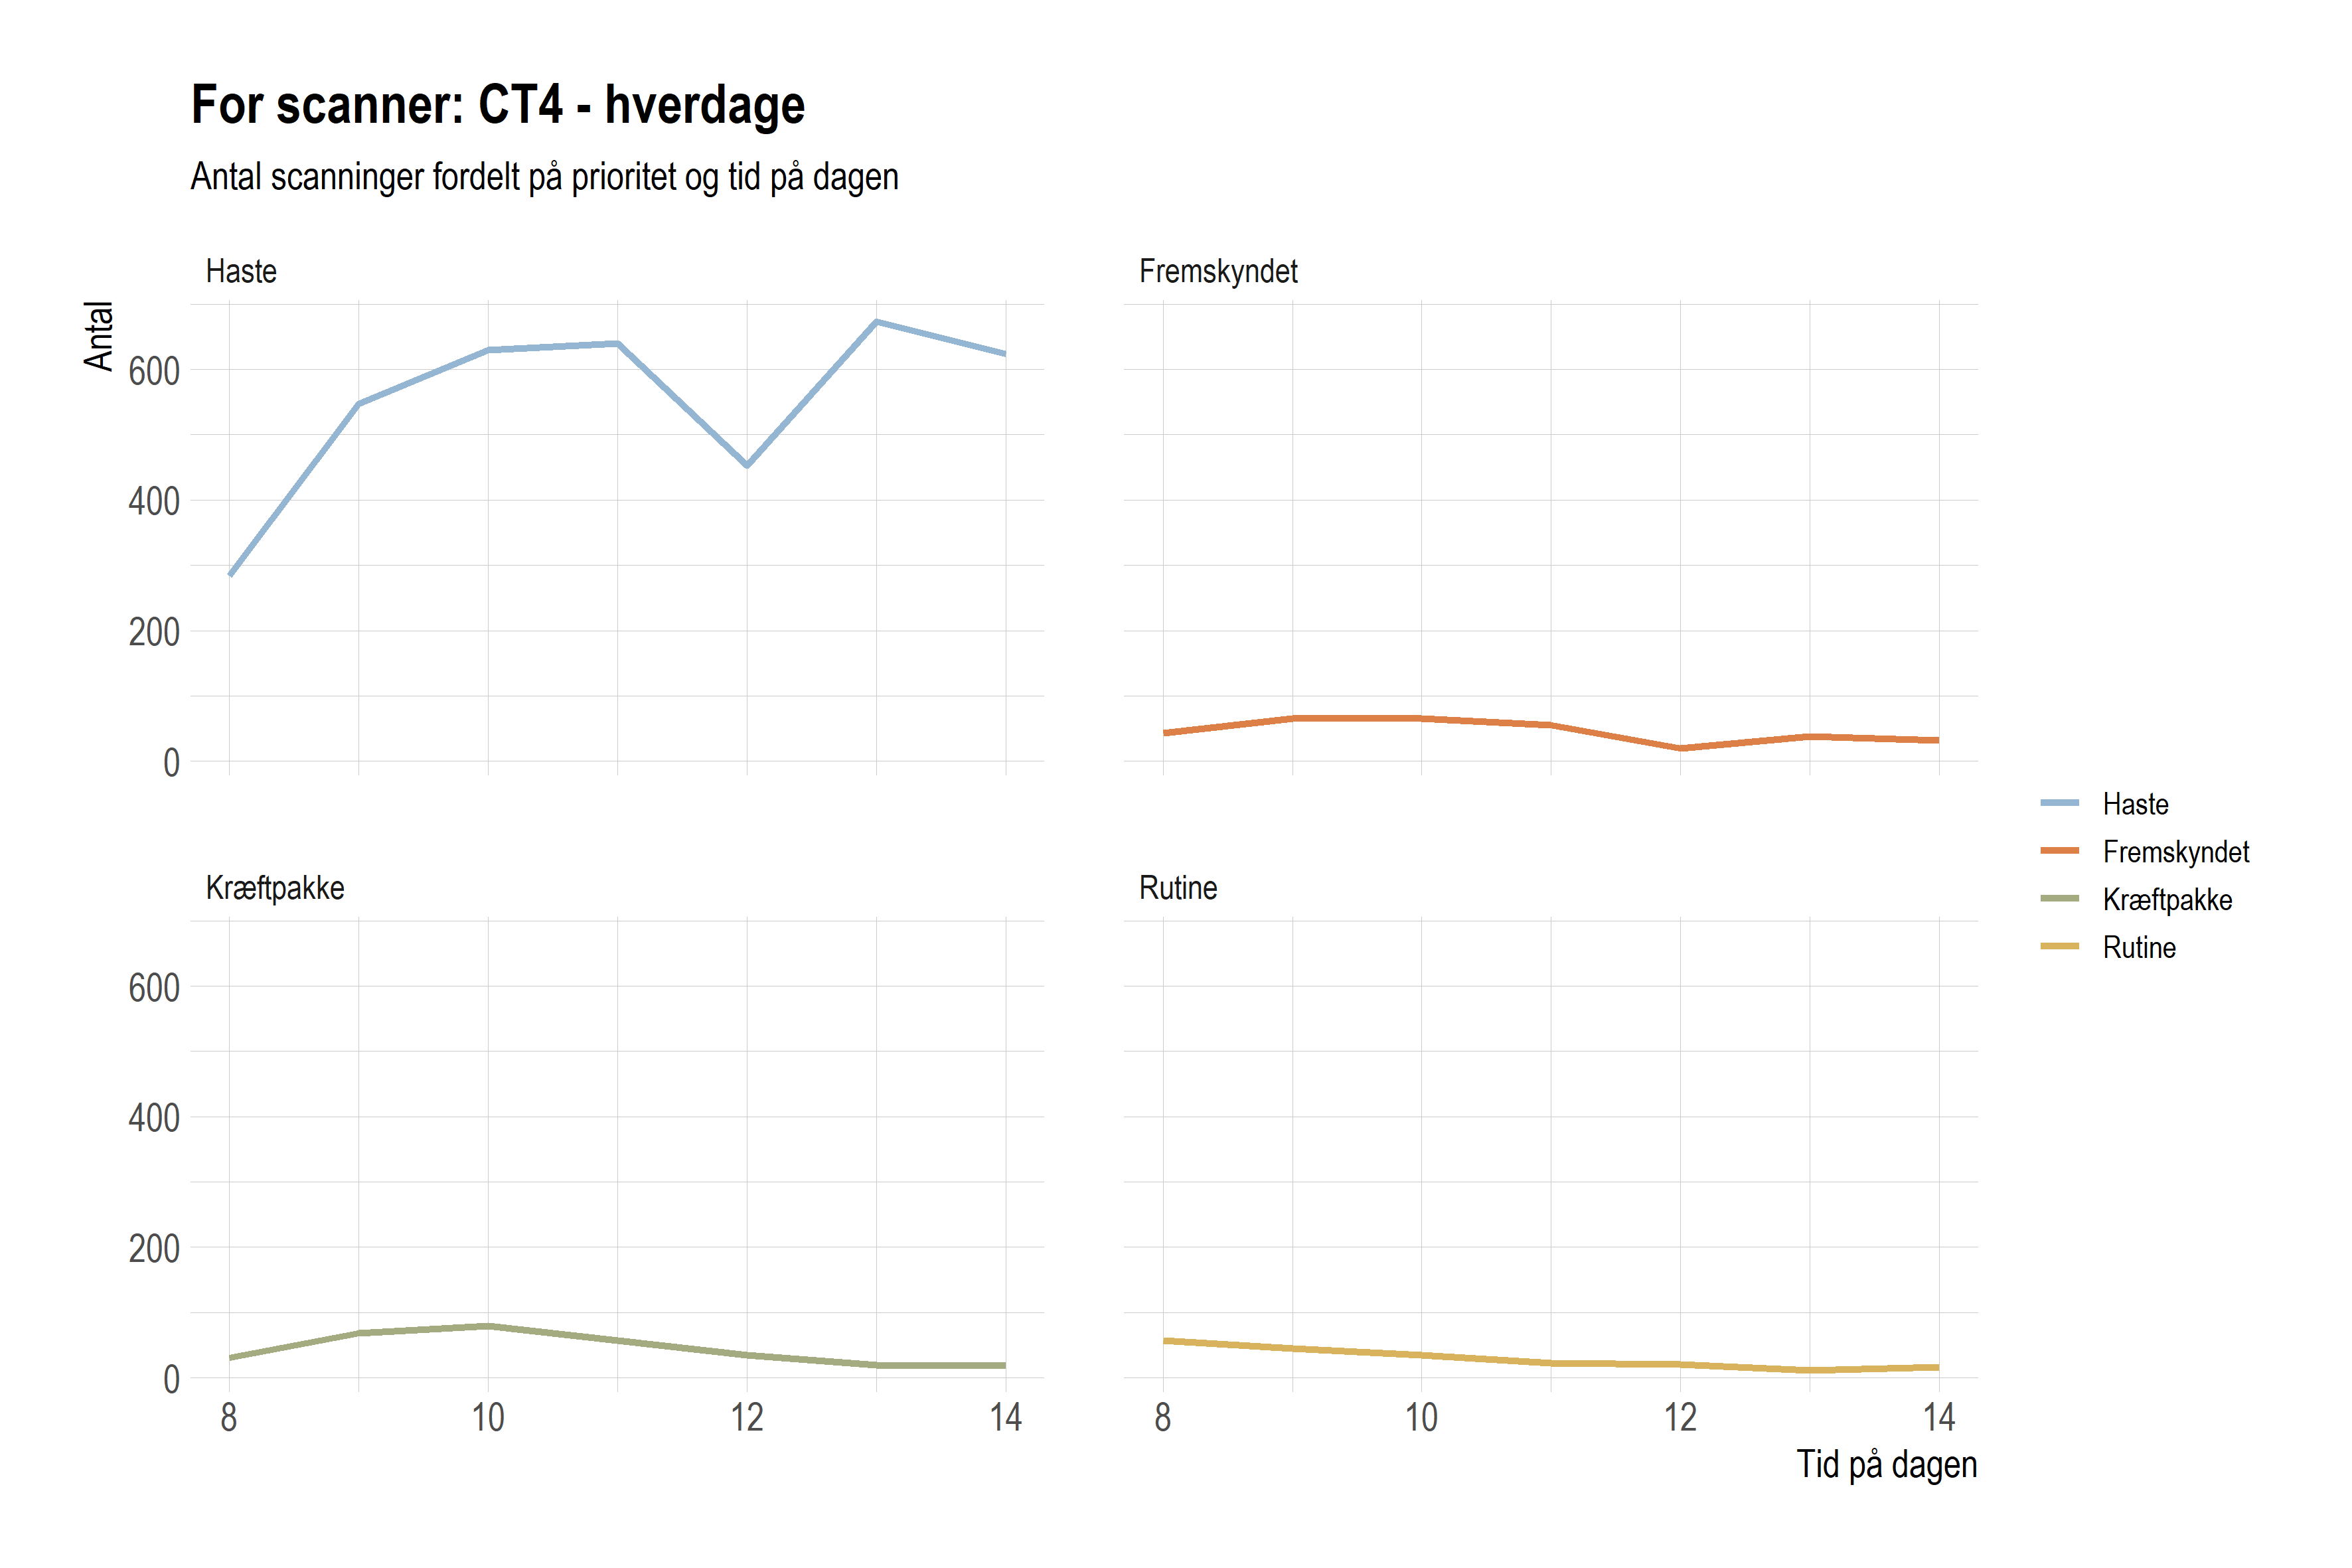 For scanner: CT4 - hverdage
Antal scanninger fordelt på prioritet og tid på dagen
Haste
Fremskyndet
Antal
600
400
200
0
Kræftpakke
Rutine
600
400
200
0
8 10 12 14
8 10 12 14
Tid på dagen
Haste
Fremskyndet
Kræftpakke
Rutine